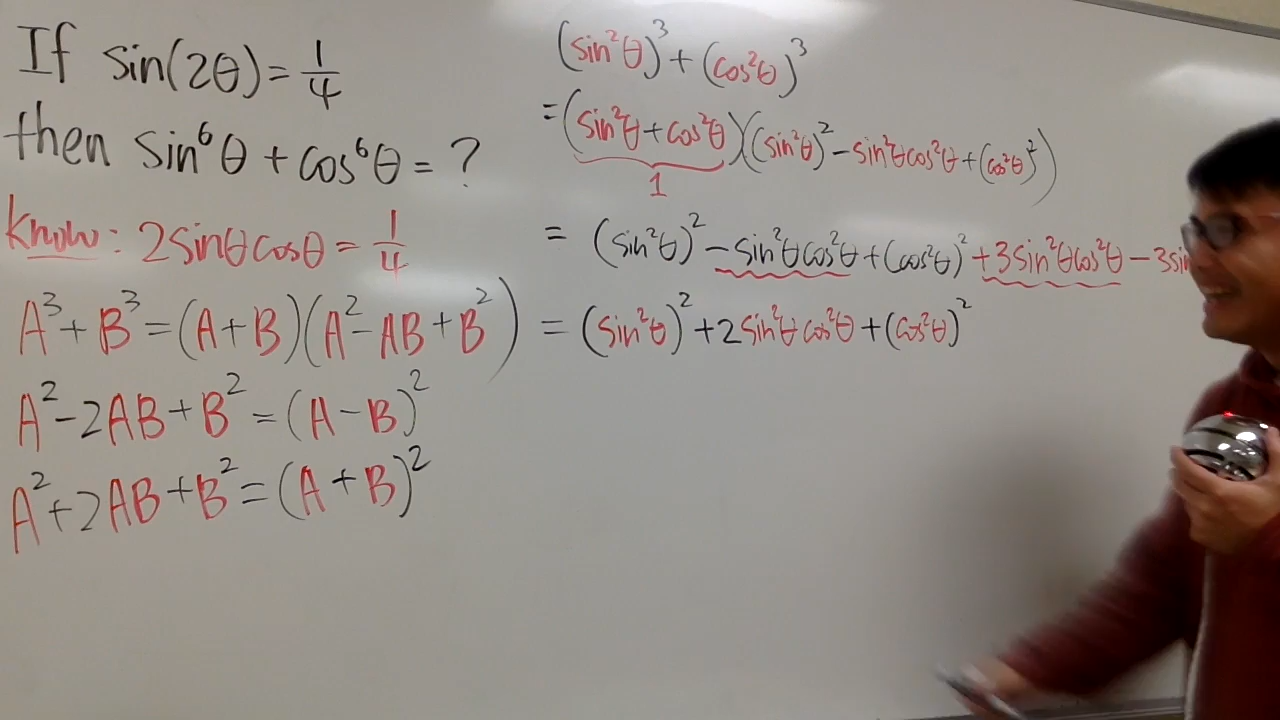 If sin(2θ) = 1/4
then sin⁶θ + cos⁶θ = ?
know: 2sinθcosθ = 1/4
A³ + B³ = (A + B)(A² - AB + B²)
A² - 2AB + B² = (A - B)²
A² + 2AB + B² = (A + B)²
(sin²θ)³ + (cos²θ)³
= (sin²θ + cos²θ)((sin²θ)² - sin²θcos²θ + (cos²θ)²)
1
= (sin²θ)² - sin²θcos²θ + (cos²θ)² + 3sin²θcos²θ - 3sin
= (sin²θ)² + 2sin²θcos²θ + (cos²θ)²